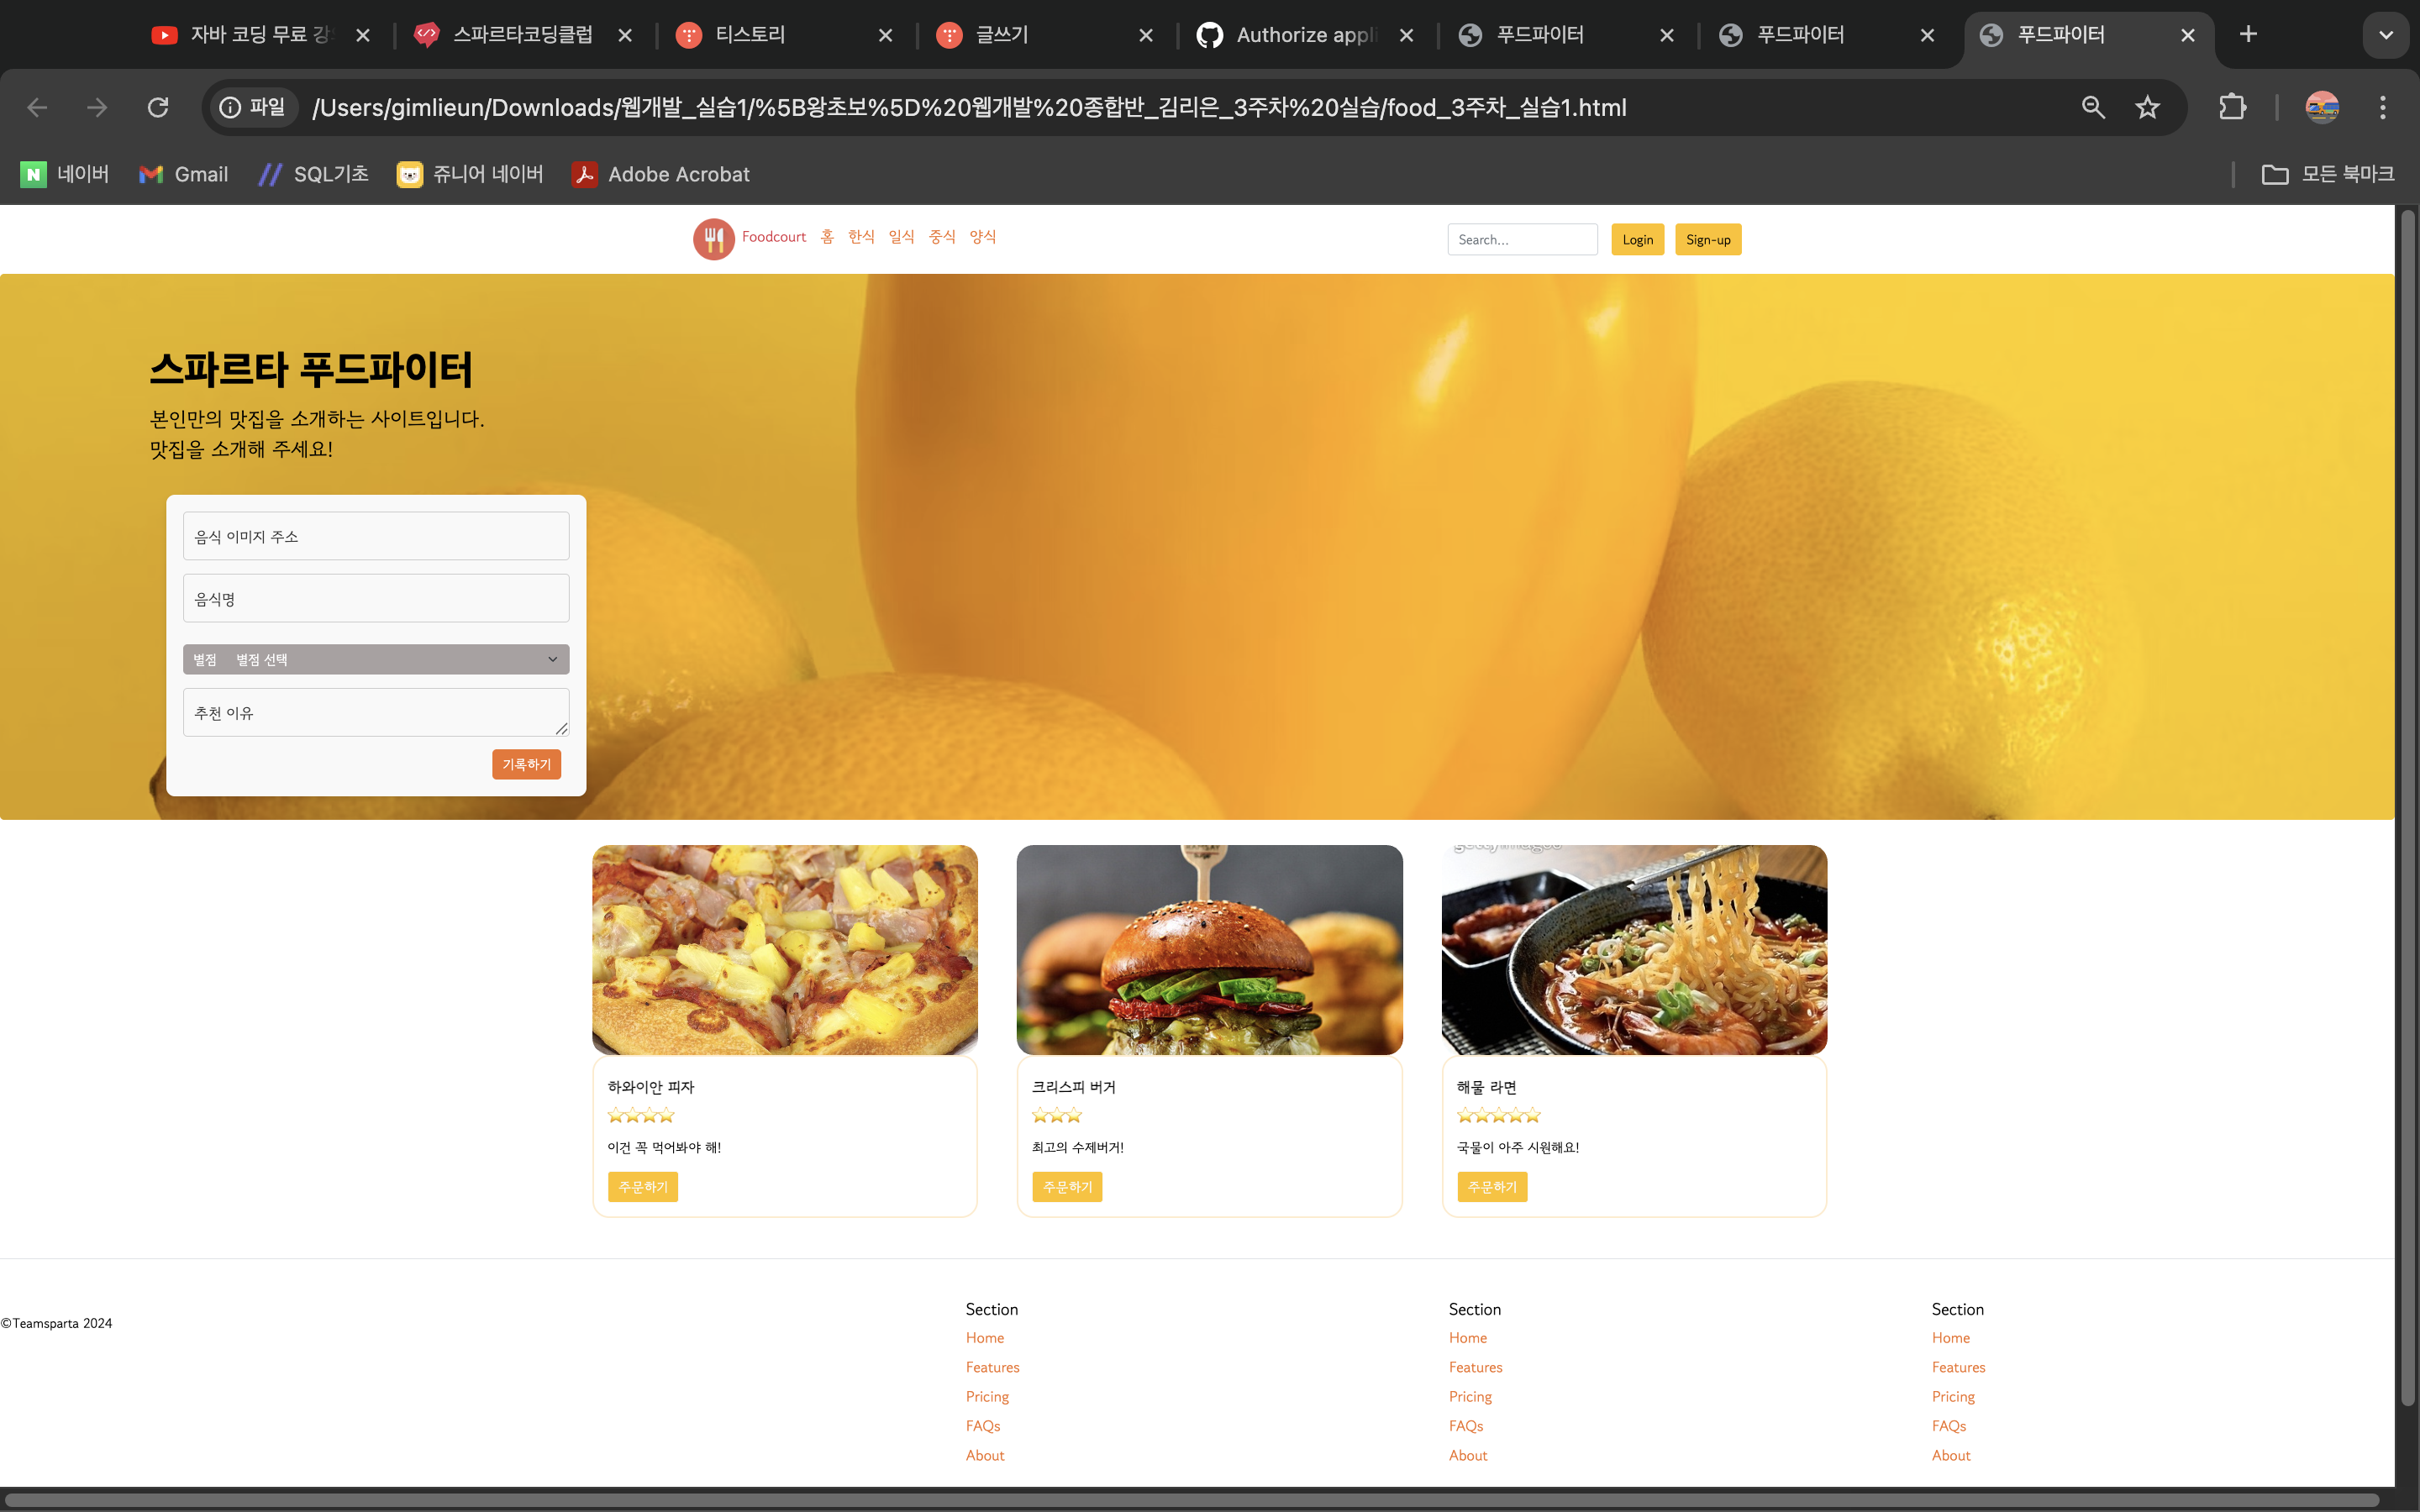 자바 코딩 무료 강
스파르타코딩클럽
티스토리
글쓰기
Authorize appli
푸드파이터
푸드파이터
푸드파이터
파일 /Users/gimlieun/Downloads/웹개발_실습1/%5B왕초보%5D%20웹개발%20종합반_김리은_3주차%20실습/food_3주차_실습1.html
네이버 Gmail SQL기초 쥬니어 네이버 Adobe Acrobat 모든 북마크
Foodcourt 홈 한식 일식 중식 양식 Search... Login Sign-up
스파르타 푸드파이터
본인만의 맛집을 소개하는 사이트입니다.
맛집을 소개해 주세요!
음식 이미지 주소
음식명
별점 별점 선택
추천 이유
기록하기
하와이안 피자
⭐⭐⭐⭐
이건 꼭 먹어봐야 해!
주문하기
크리스피 버거
⭐⭐⭐
최고의 수제버거!
주문하기
해물 라면
⭐⭐⭐⭐⭐
국물이 아주 시원해요!
주문하기
©Teamsparta 2024
Section
Home
Features
Pricing
FAQs
About
Section
Home
Features
Pricing
FAQs
About
Section
Home
Features
Pricing
FAQs
About